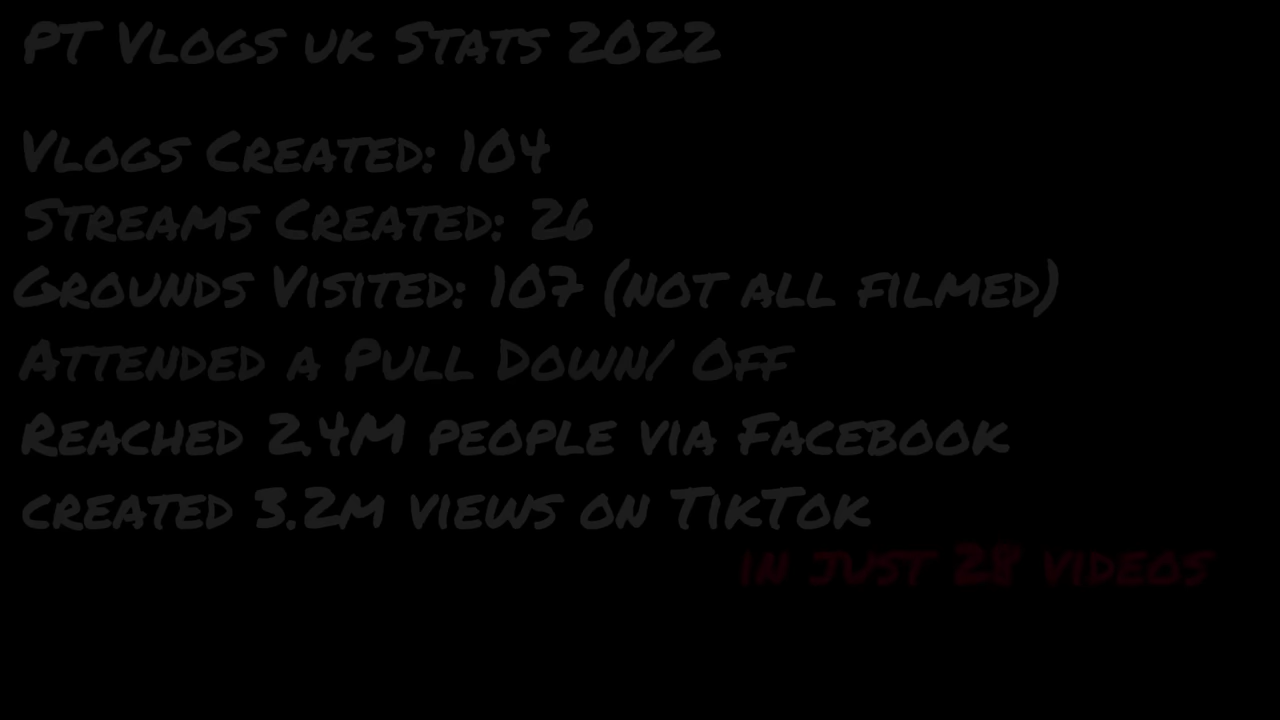 PT Vlogs uk Stats 2022
Vlogs Created: 104
Streams Created: 26
Grounds Visited: 107 (not all filmed)
Attended a Pull Down/ Off
Reached 2.4M people via Facebook
created 3.2m views on TikTok
in just 28 videos